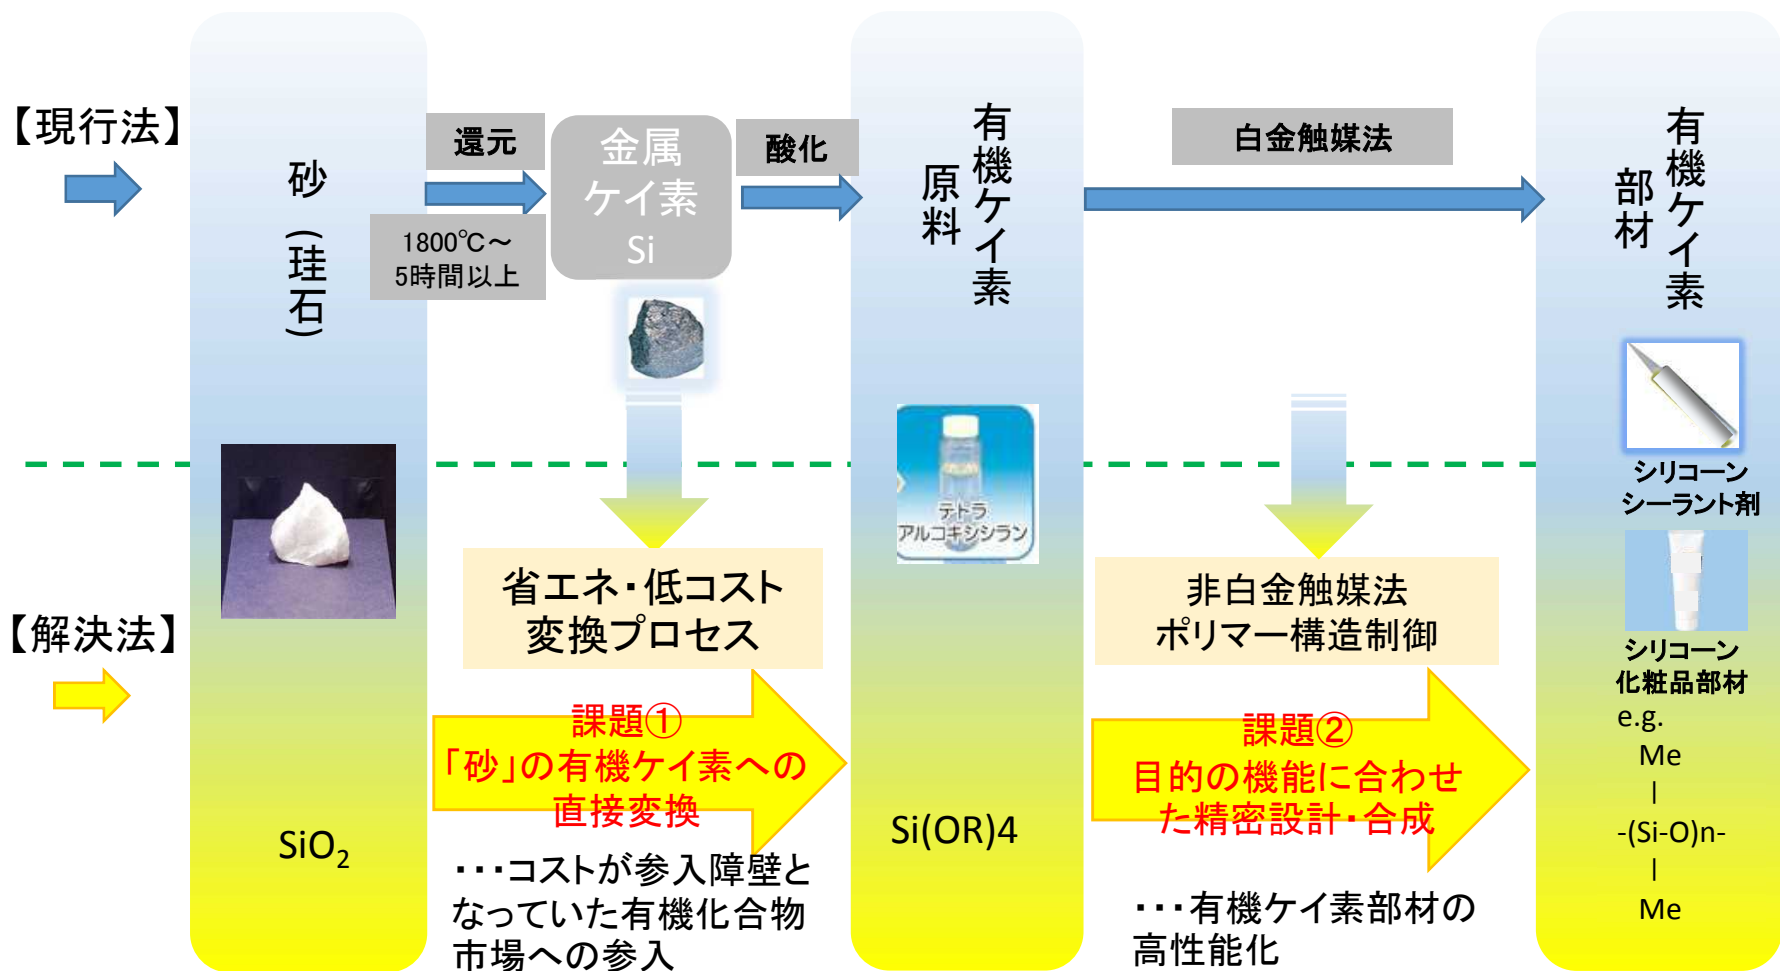 【現行法】
砂(珪石)
還元
1800℃~
5時間以上
金属
ケイ素
Si
酸化
有機ケイ素
原料
白金触媒法
有機ケイ素
部材
テトラ
アルコキシシラン
シリコーン
シーラント剤
【解決法】
省エネ・低コスト
変換プロセス
非白金触媒法
ポリマー構造制御
シリコーン
化粧品部材
課題①
「砂」の有機ケイ素への
直接変換
課題②
目的の機能に合わせ
た精密設計・合成
e.g.
Me
|
-(Si-O)n-
|
Me
SiO₂
Si(OR)4
・・・コストが参入障壁と
なっていた有機化合物
市場への参入
・・・有機ケイ素部材の
高性能化